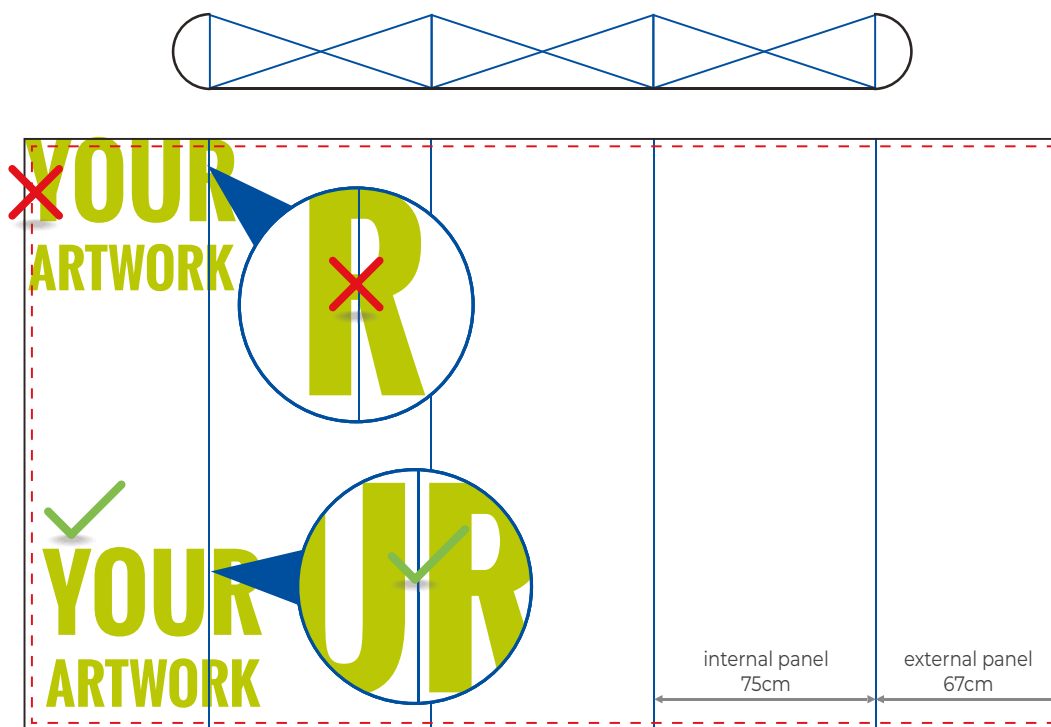 YOUR
ARTWORK
R
YOUR
ARTWORK
UR
internal panel
75cm
external panel
67cm